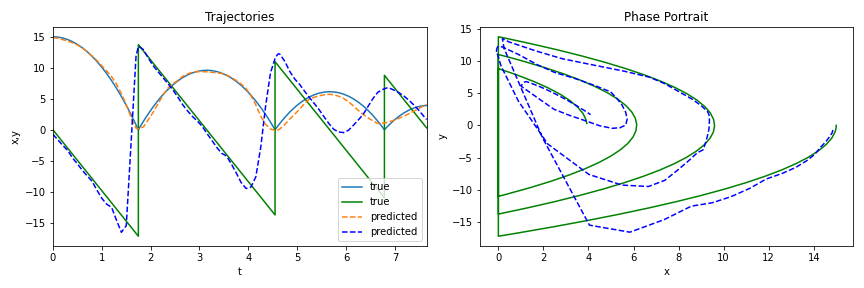 Trajectories
x,y
15
10
5
0
−5
−10
−15
0 1 2 3 4 5 6 7
t
true
true
predicted
predicted
Phase Portrait
y
15
10
5
0
−5
−10
−15
0 2 4 6 8 10 12 14
x